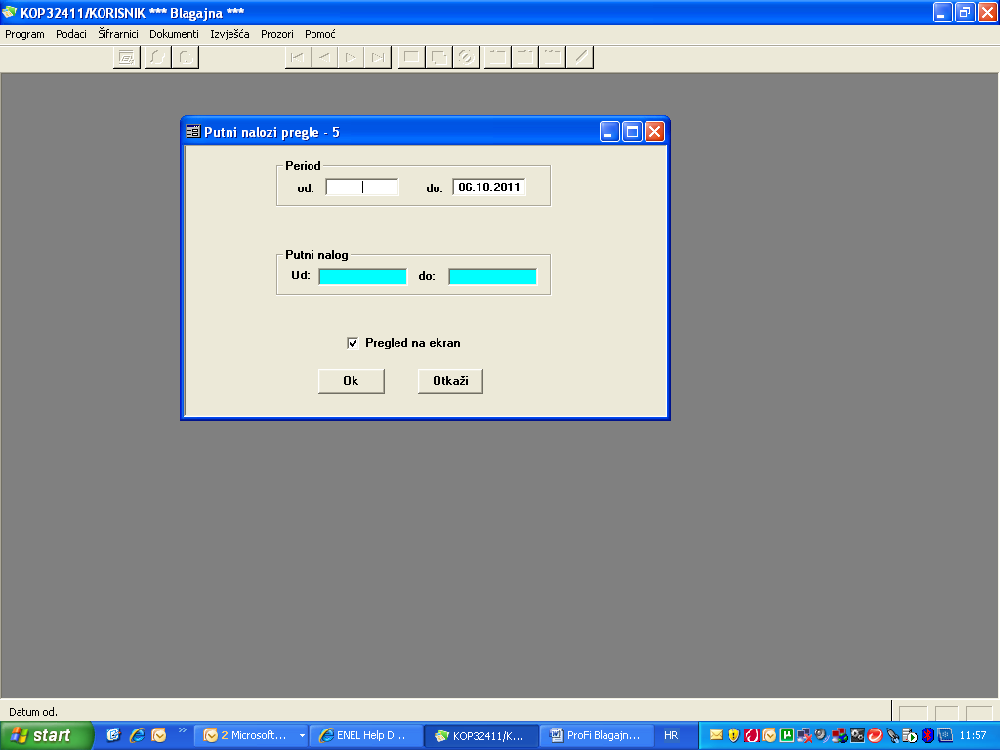 KOP32411/KORISNIK *** Blagajna ***
Program Podaci Šifrarnici Dokumenti Izvješća Prozori Pomoć
Putni nalozi pregle - 5
Period
od: do: 06.10.2011
Putni nalog
Od: do:
Pregled na ekran
Ok Otkaži
Datum od.
start 2 Microsoft... ENEL Help D... KOP32411/K... ProFi Blagajn... HR 11:57